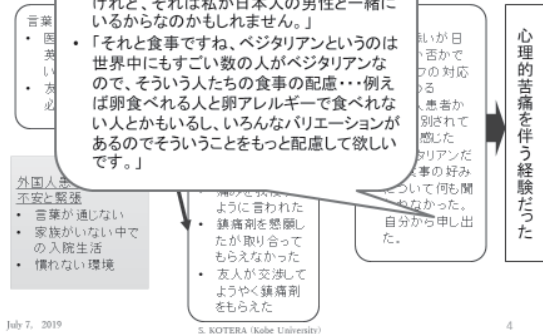 けれど、それは私が日本人の男性と一緒に
いるからなのかもしれません。」
• 「それと食事ですね、ベジタリアンというのは
世界中にもすごい数の人がベジタリアンな
ので、そういう人たちの食事の配慮・・・例え
ば卵食べれる人と卵アレルギーで食べれな
い人とかもいるし、いろんなバリエーションが
あるのでそういうことをもっと配慮して欲しい
です。」
言葉
• 医
英
い
• 友
必
いが日
否かで
フの対応
る
患者か
別されて
感じた
タリアンだ
事の好み
ついて何も聞
れなかった。
自分から申し出
た。
心理的苦痛を伴う経験だった
外国人患
不安と緊張
• 言葉が通じない
• 家族がいない中で
の入院生活
• 慣れない環境
ように言われた
• 鎮痛剤を懇願し
たが取り合って
もらえなかった
• 友人が交渉して
ようやく鎮痛剤
をもらえた
July 7, 2019
S. KOTERA (Kobe University)
4